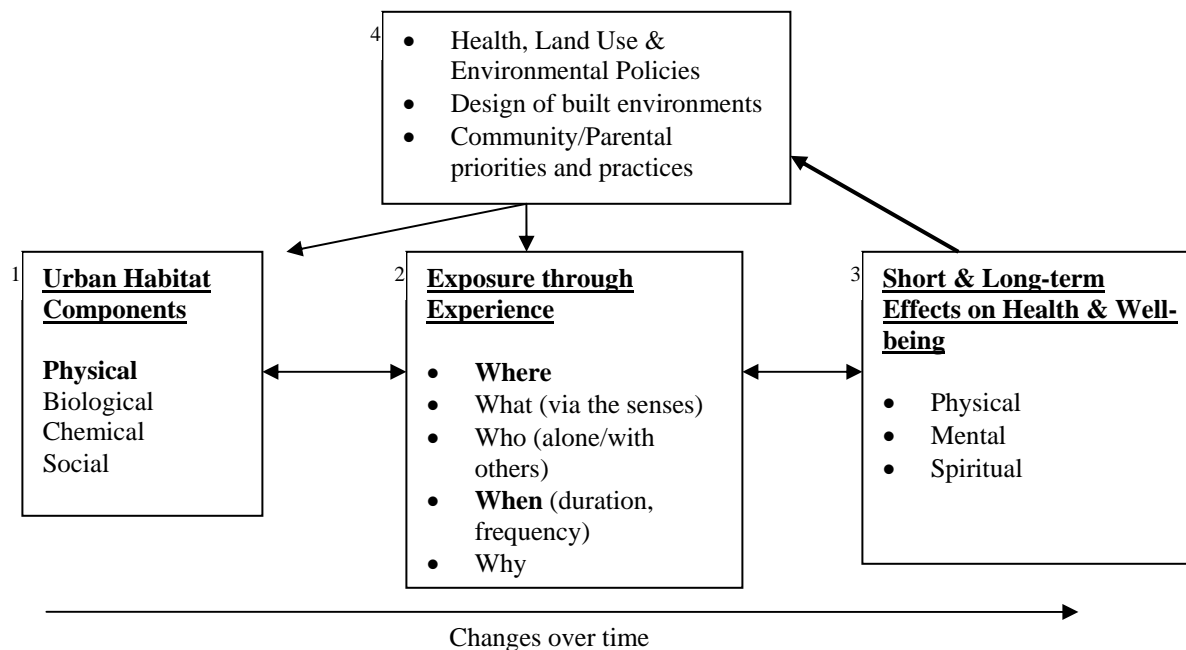 4
• Health, Land Use &
Environmental Policies
• Design of built environments
• Community/Parental
priorities and practices
1
Urban Habitat
Components
Physical
Biological
Chemical
Social
2
Exposure through
Experience
• Where
• What (via the senses)
• Who (alone/with
others)
• When (duration,
frequency)
• Why
3
Short & Long-term
Effects on Health & Well-
being
• Physical
• Mental
• Spiritual
Changes over time